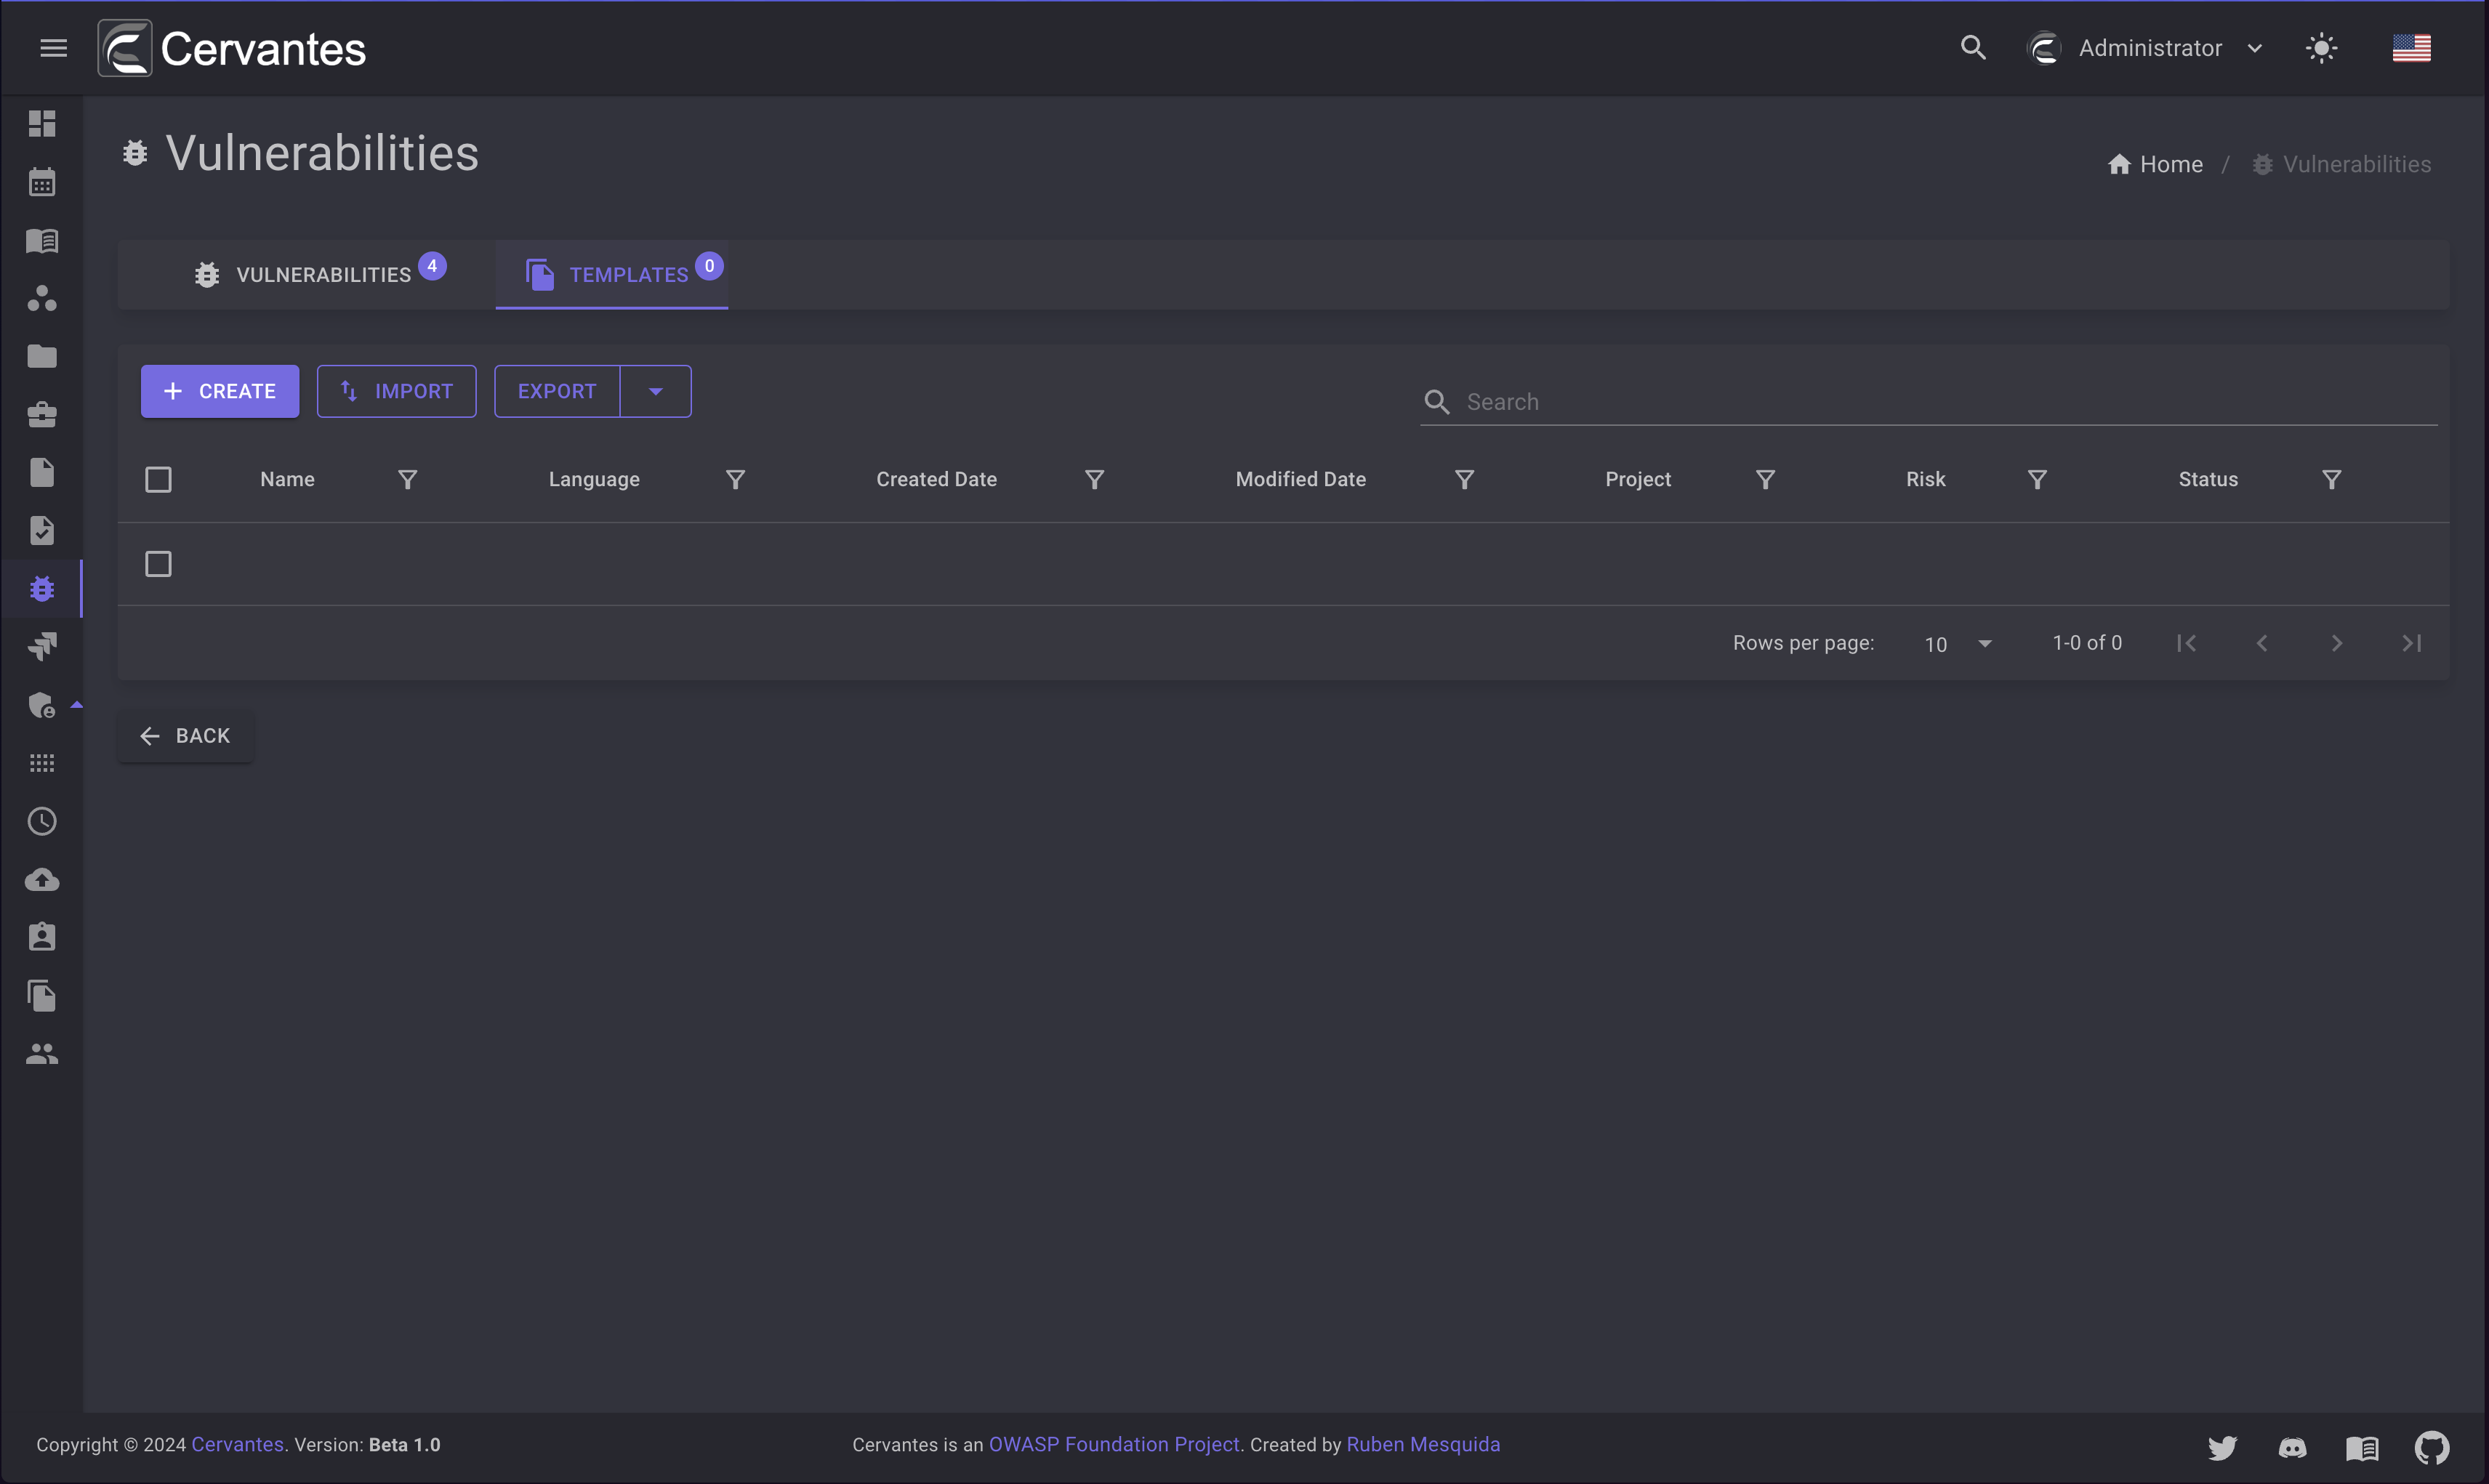 Cervantes
Administrator
Vulnerabilities
Home / Vulnerabilities
VULNERABILITIES 4 TEMPLATES 0
CREATE IMPORT EXPORT Search
Name Language Created Date Modified Date Project Risk Status
Rows per page: 10 1-0 of 0
BACK
Copyright © 2024 Cervantes. Version: Beta 1.0 Cervantes is an OWASP Foundation Project. Created by Ruben Mesquida